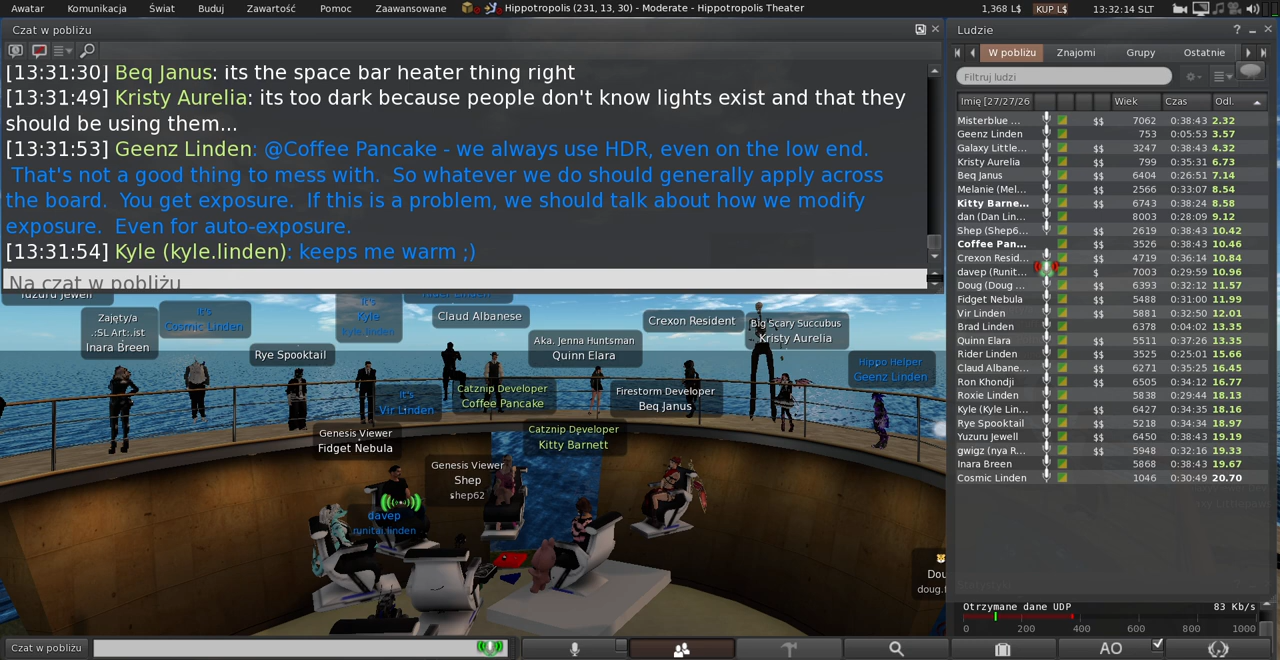 Awatar Komunikacja Świat Buduj Zawartość Pomoc Zaawansowane Hippotropolis (231, 13, 30) - Moderate - Hippotropolis Theater 1,368 L$ KUP L$ 13:32:14 SLT
Czat w pobliżu
[13:31:30] Beq Janus: its the space bar heater thing right
[13:31:49] Kristy Aurelia: its too dark because people don't know lights exist and that they
should be using them...
[13:31:53] Geenz Linden: @Coffee Pancake - we always use HDR, even on the low end.
That's not a good thing to mess with.  So whatever we do should generally apply across
the board.  You get exposure.  If this is a problem, we should talk about how we modify
exposure.  Even for auto-exposure.
[13:31:54] Kyle (kyle.linden): keeps me warm ;)
Na czat w pobliżu
Yuzuru Jewell
Zajęty/a
.:SL Art:.ist
Inara Breen
It's
Cosmic Linden
It's
Kyle
kyle.linden
Rider Linden
Claud Albanese
Rye Spooktail
Aka. Jenna Huntsman
Quinn Elara
Crexon Resident
Big Scary Succubus
Kristy Aurelia
Hippo Helper
Geenz Linden
It's
Vir Linden
Catznip Developer
Coffee Pancake
Firestorm Developer
Beq Janus
Genesis Viewer
Fidget Nebula
Catznip Developer
Kitty Barnett
Genesis Viewer
Shep
shep62
davep
runitai.linden
Dou
doug.f
Ludzie
W pobliżu Znajomi Grupy Ostatnie
Filtruj ludzi
Imię [27/27/26 Wiek Czas Odl.
Misterblue ... $$ 7062 0:38:43 2.32
Geenz Linden 753 0:05:53 3.57
Galaxy Little... $$ 3247 0:38:43 4.32
Kristy Aurelia $$ 799 0:35:31 6.73
Beq Janus $$ 6404 0:26:51 7.14
Melanie (Mel... $$ 2566 0:33:07 8.54
Kitty Barne... $$ 6743 0:38:24 8.58
dan (Dan Lin... 8003 0:28:09 9.12
Shep (Shep6... $$ 2619 0:38:43 10.42
Coffee Pan... $$ 3526 0:38:43 10.46
Crexon Resid... $$ 4719 0:36:14 10.84
davep (Runit... $ 7003 0:29:59 10.96
Doug (Doug ... $$ 6393 0:32:12 11.57
Fidget Nebula $$ 5488 0:31:00 11.99
Vir Linden $$ 5881 0:32:50 12.01
Brad Linden 6378 0:04:02 13.35
Quinn Elara $$ 5511 0:37:26 13.35
Rider Linden $$ 3525 0:25:01 15.66
Claud Albane... $$ 6271 0:35:25 16.45
Ron Khondji $$ 6505 0:34:12 16.77
Roxie Linden 5838 0:29:44 18.13
Kyle (Kyle Lin... $$ 6427 0:34:35 18.16
Rye Spooktail $$ 5218 0:34:34 18.97
Yuzuru Jewell $$ 6450 0:38:43 19.19
gwigz (nya R... $$ 5948 0:32:16 19.33
Inara Breen 5868 0:38:43 19.67
Cosmic Linden 1046 0:30:49 20.70
Otrzymane dane UDP 83 Kb/s
0 200 400 600 800 1000
Czat w pobliżu
AO